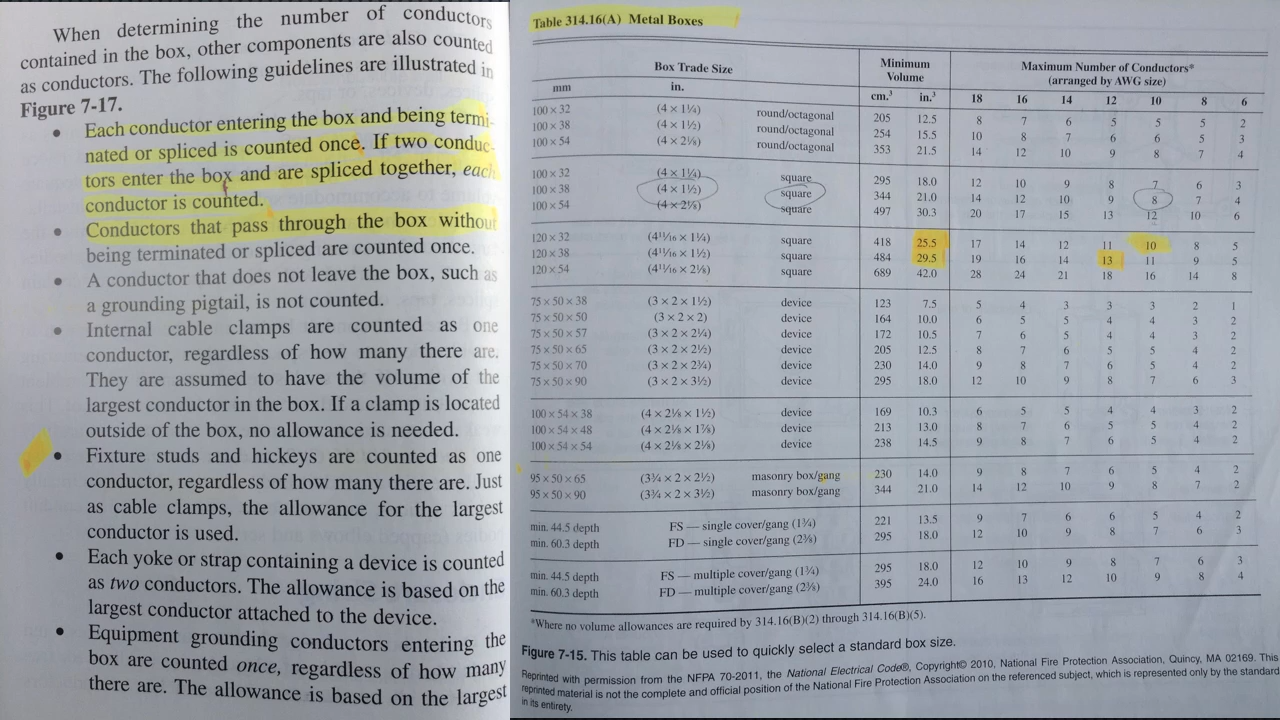 When determining the number of conductors
contained in the box, other components are also counted
as conductors. The following guidelines are illustrated in
Figure 7-17.
• Each conductor entering the box and being termi-
nated or spliced is counted once. If two conduc-
tors enter the box and are spliced together, each
conductor is counted.
• Conductors that pass through the box without
being terminated or spliced are counted once.
• A conductor that does not leave the box, such as
a grounding pigtail, is not counted.
• Internal cable clamps are counted as one
conductor, regardless of how many there are.
They are assumed to have the volume of the
largest conductor in the box. If a clamp is located
outside of the box, no allowance is needed.
• Fixture studs and hickeys are counted as one
conductor, regardless of how many there are. Just
as cable clamps, the allowance for the largest
conductor is used.
• Each yoke or strap containing a device is counted
as two conductors. The allowance is based on the
largest conductor attached to the device.
• Equipment grounding conductors entering the
box are counted once, regardless of how many
there are. The allowance is based on the largest
Table 314.16(A) Metal Boxes
Box Trade Size Minimum Volume Maximum Number of Conductors*
(arranged by AWG size)
mm in. cm.³ in.³ 18 16 14 12 10 8 6
100 × 32 (4 × 1¼) round/octagonal 205 12.5 8 7 6 5 5 5 2
100 × 38 (4 × 1½) round/octagonal 254 15.5 10 8 7 6 6 5 3
100 × 54 (4 × 2⅛) round/octagonal 353 21.5 14 12 10 9 8 7 4
100 × 32 (4 × 1¼) square 295 18.0 12 10 9 8 7 6 3
100 × 38 (4 × 1½) square 344 21.0 14 12 10 9 8 7 4
100 × 54 (4 × 2⅛) square 497 30.3 20 17 15 13 12 10 6
120 × 32 (4¹¹⁄₁₆ × 1¼) square 418 25.5 17 14 12 11 10 8 5
120 × 38 (4¹¹⁄₁₆ × 1½) square 484 29.5 19 16 14 13 11 9 5
120 × 54 (4¹¹⁄₁₆ × 2⅛) square 689 42.0 28 24 21 18 16 14 8
75 × 50 × 38 (3 × 2 × 1½) device 123 7.5 5 4 3 3 3 2 1
75 × 50 × 50 (3 × 2 × 2) device 164 10.0 6 5 5 4 4 3 2
75 × 50 × 57 (3 × 2 × 2¼) device 172 10.5 7 6 5 4 4 3 2
75 × 50 × 65 (3 × 2 × 2½) device 205 12.5 8 7 6 5 5 4 2
75 × 50 × 70 (3 × 2 × 2¾) device 230 14.0 9 8 7 6 5 4 2
75 × 50 × 90 (3 × 2 × 3½) device 295 18.0 12 10 9 8 7 6 3
100 × 54 × 38 (4 × 2⅛ × 1½) device 169 10.3 6 5 5 4 4 3 2
100 × 54 × 48 (4 × 2⅛ × 1⅞) device 213 13.0 8 7 6 5 5 4 2
100 × 54 × 54 (4 × 2⅛ × 2⅛) device 238 14.5 9 8 7 6 5 4 2
95 × 50 × 65 (3¾ × 2 × 2½) masonry box/gang 230 14.0 9 8 7 6 5 4 2
95 × 50 × 90 (3¾ × 2 × 3½) masonry box/gang 344 21.0 14 12 10 9 8 7 2
min. 44.5 depth FS — single cover/gang (1¾) 221 13.5 9 7 6 6 5 4 2
min. 60.3 depth FD — single cover/gang (2⅜) 295 18.0 12 10 9 8 7 6 3
min. 44.5 depth FS — multiple cover/gang (1¾) 295 18.0 12 10 9 8 7 6 3
min. 60.3 depth FD — multiple cover/gang (2⅜) 395 24.0 16 13 12 10 9 8 4
*Where no volume allowances are required by 314.16(B)(2) through 314.16(B)(5).
Figure 7-15. This table can be used to quickly select a standard box size.
Reprinted with permission from the NFPA 70-2011, the National Electrical Code®, Copyright© 2010, National Fire Protection Association, Quincy, MA 02169. This
reprinted material is not the complete and official position of the National Fire Protection Association on the referenced subject, which is represented only by the standard
in its entirety.